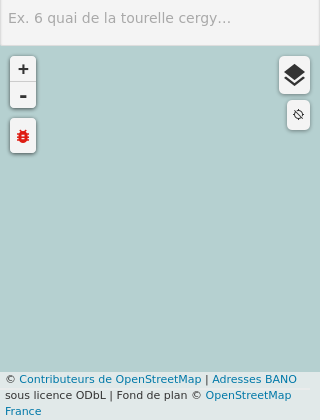 Ex. 6 quai de la tourelle cergy…
+
-
© Contributeurs de OpenStreetMap | Adresses BANO
sous licence ODbL | Fond de plan © OpenStreetMap
France